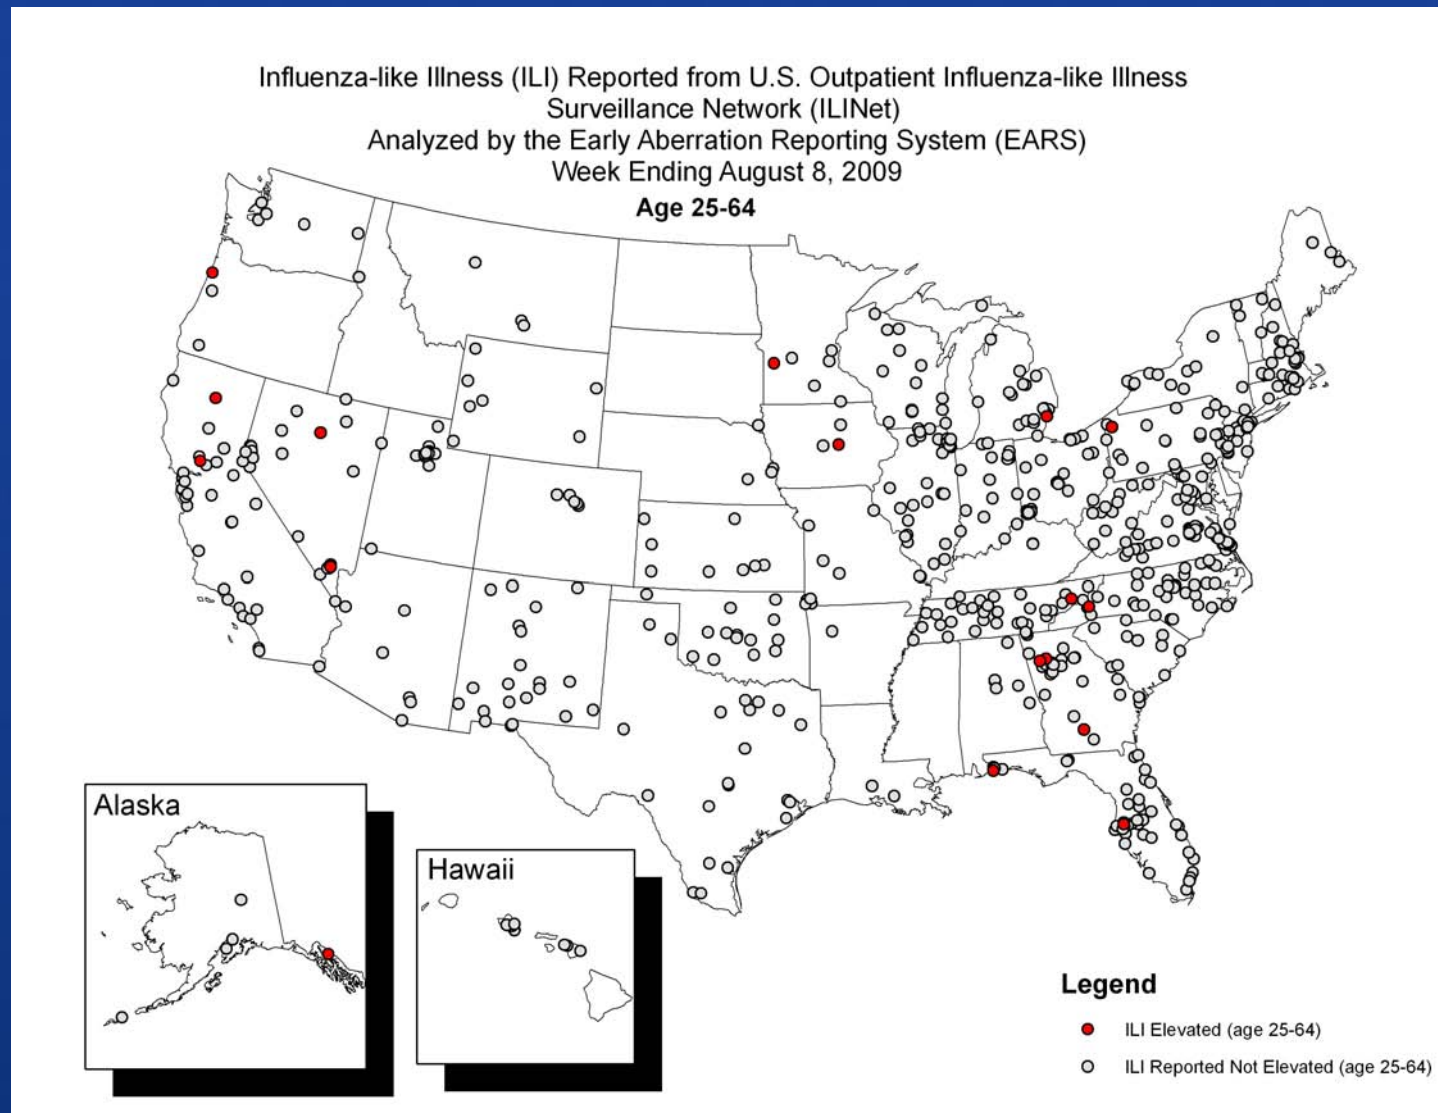 Influenza-like Illness (ILI) Reported from U.S. Outpatient Influenza-like Illness
Surveillance Network (ILINet)
Analyzed by the Early Aberration Reporting System (EARS)
Week Ending August 8, 2009
Age 25-64
Alaska
Hawaii
Legend
ILI Elevated (age 25-64)
ILI Reported Not Elevated (age 25-64)